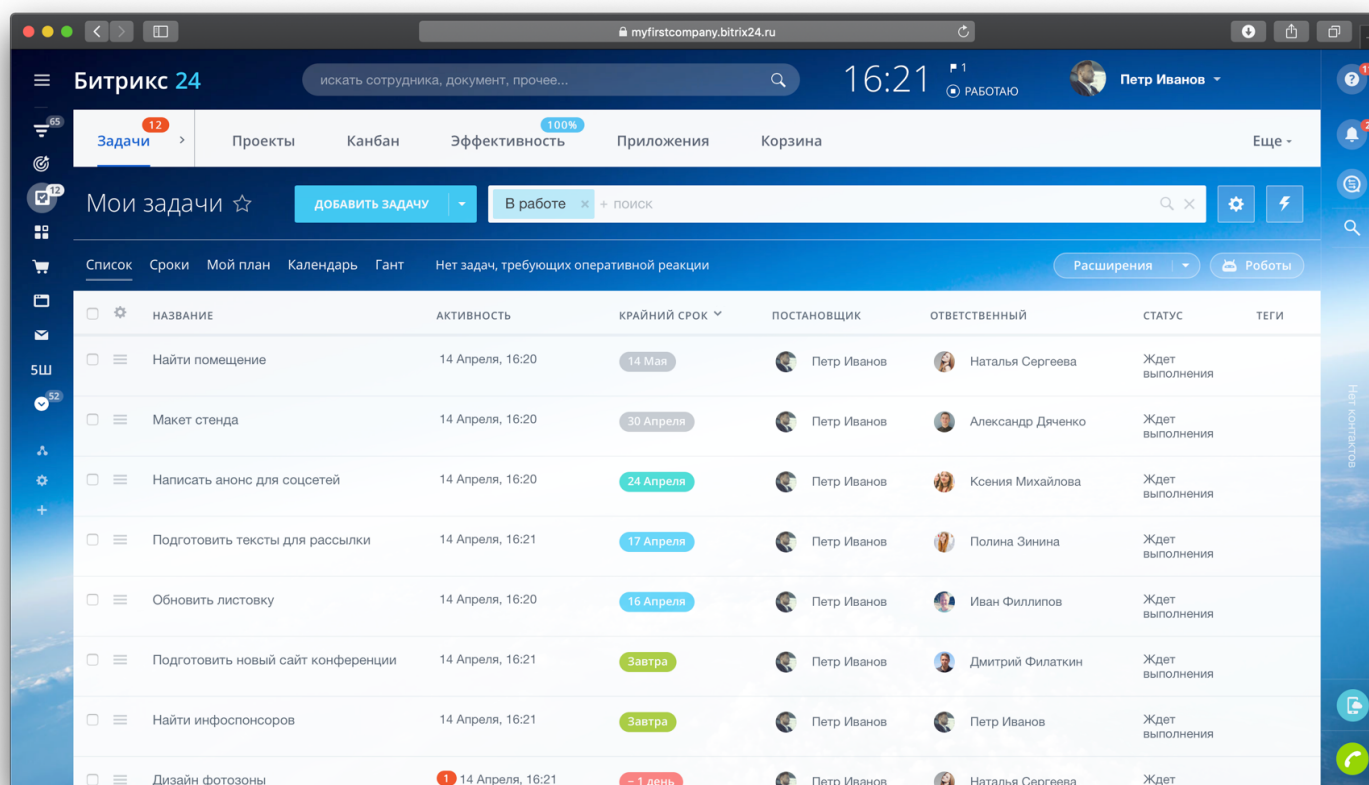 myfirstcompany.bitrix24.ru
Битрикс 24
искать сотрудника, документ, прочее...
16:21
1
РАБОТАЮ
Петр Иванов
65
12
5Ш
52
Задачи 12
Проекты
Канбан
Эффективность 100%
Приложения
Корзина
Еще
Мои задачи
ДОБАВИТЬ ЗАДАЧУ
В работе × + поиск
Список Сроки Мой план Календарь Гант Нет задач, требующих оперативной реакции
Расширения
Роботы
НАЗВАНИЕ АКТИВНОСТЬ КРАЙНИЙ СРОК ПОСТАНОВЩИК ОТВЕТСТВЕННЫЙ СТАТУС ТЕГИ
Найти помещение 14 Апреля, 16:20 14 Мая Петр Иванов Наталья Сергеева Ждет
выполнения
Макет стенда 14 Апреля, 16:20 30 Апреля Петр Иванов Александр Дяченко Ждет
выполнения
Написать анонс для соцсетей 14 Апреля, 16:20 24 Апреля Петр Иванов Ксения Михайлова Ждет
выполнения
Подготовить тексты для рассылки 14 Апреля, 16:21 17 Апреля Петр Иванов Полина Зинина Ждет
выполнения
Обновить листовку 14 Апреля, 16:20 16 Апреля Петр Иванов Иван Филлипов Ждет
выполнения
Подготовить новый сайт конференции 14 Апреля, 16:21 Завтра Петр Иванов Дмитрий Филаткин Ждет
выполнения
Найти инфоспонсоров 14 Апреля, 16:21 Завтра Петр Иванов Петр Иванов Ждет
выполнения
Дизайн фотозоны 1 14 Апреля, 16:21 − 1 день Петр Иванов Наталья Сергеева Ждет
Нет контактов